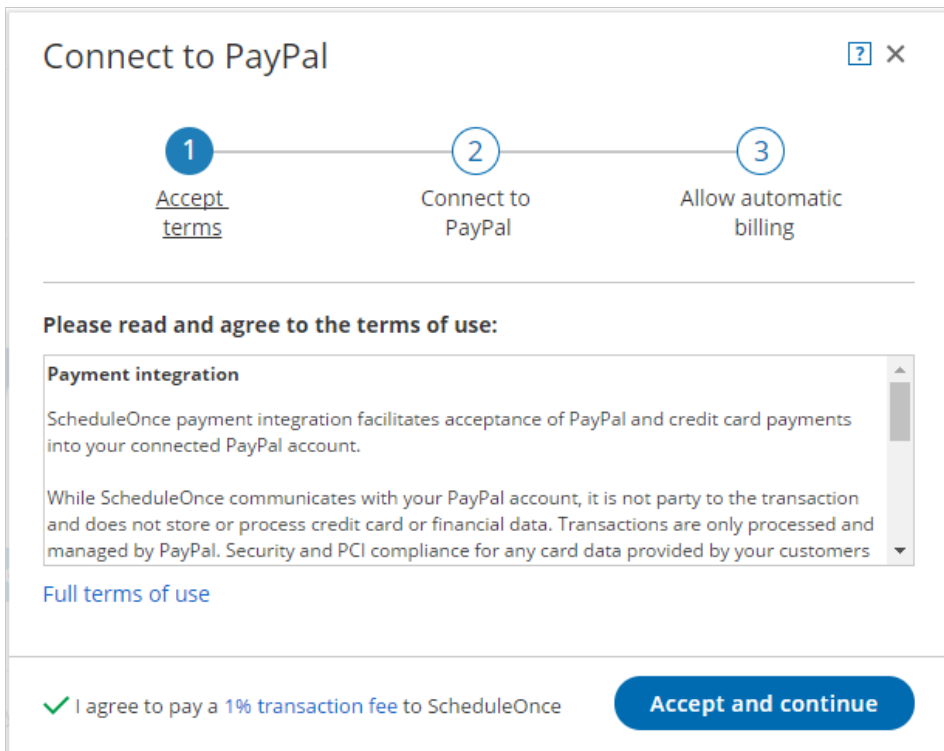 Connect to PayPal
?
1
2
3
Accept
terms
Connect to
PayPal
Allow automatic
billing
Please read and agree to the terms of use:
Payment integration
ScheduleOnce payment integration facilitates acceptance of PayPal and credit card payments
into your connected PayPal account.
While ScheduleOnce communicates with your PayPal account, it is not party to the transaction
and does not store or process credit card or financial data. Transactions are only processed and
managed by PayPal. Security and PCI compliance for any card data provided by your customers
Full terms of use
I agree to pay a 1% transaction fee to ScheduleOnce
Accept and continue